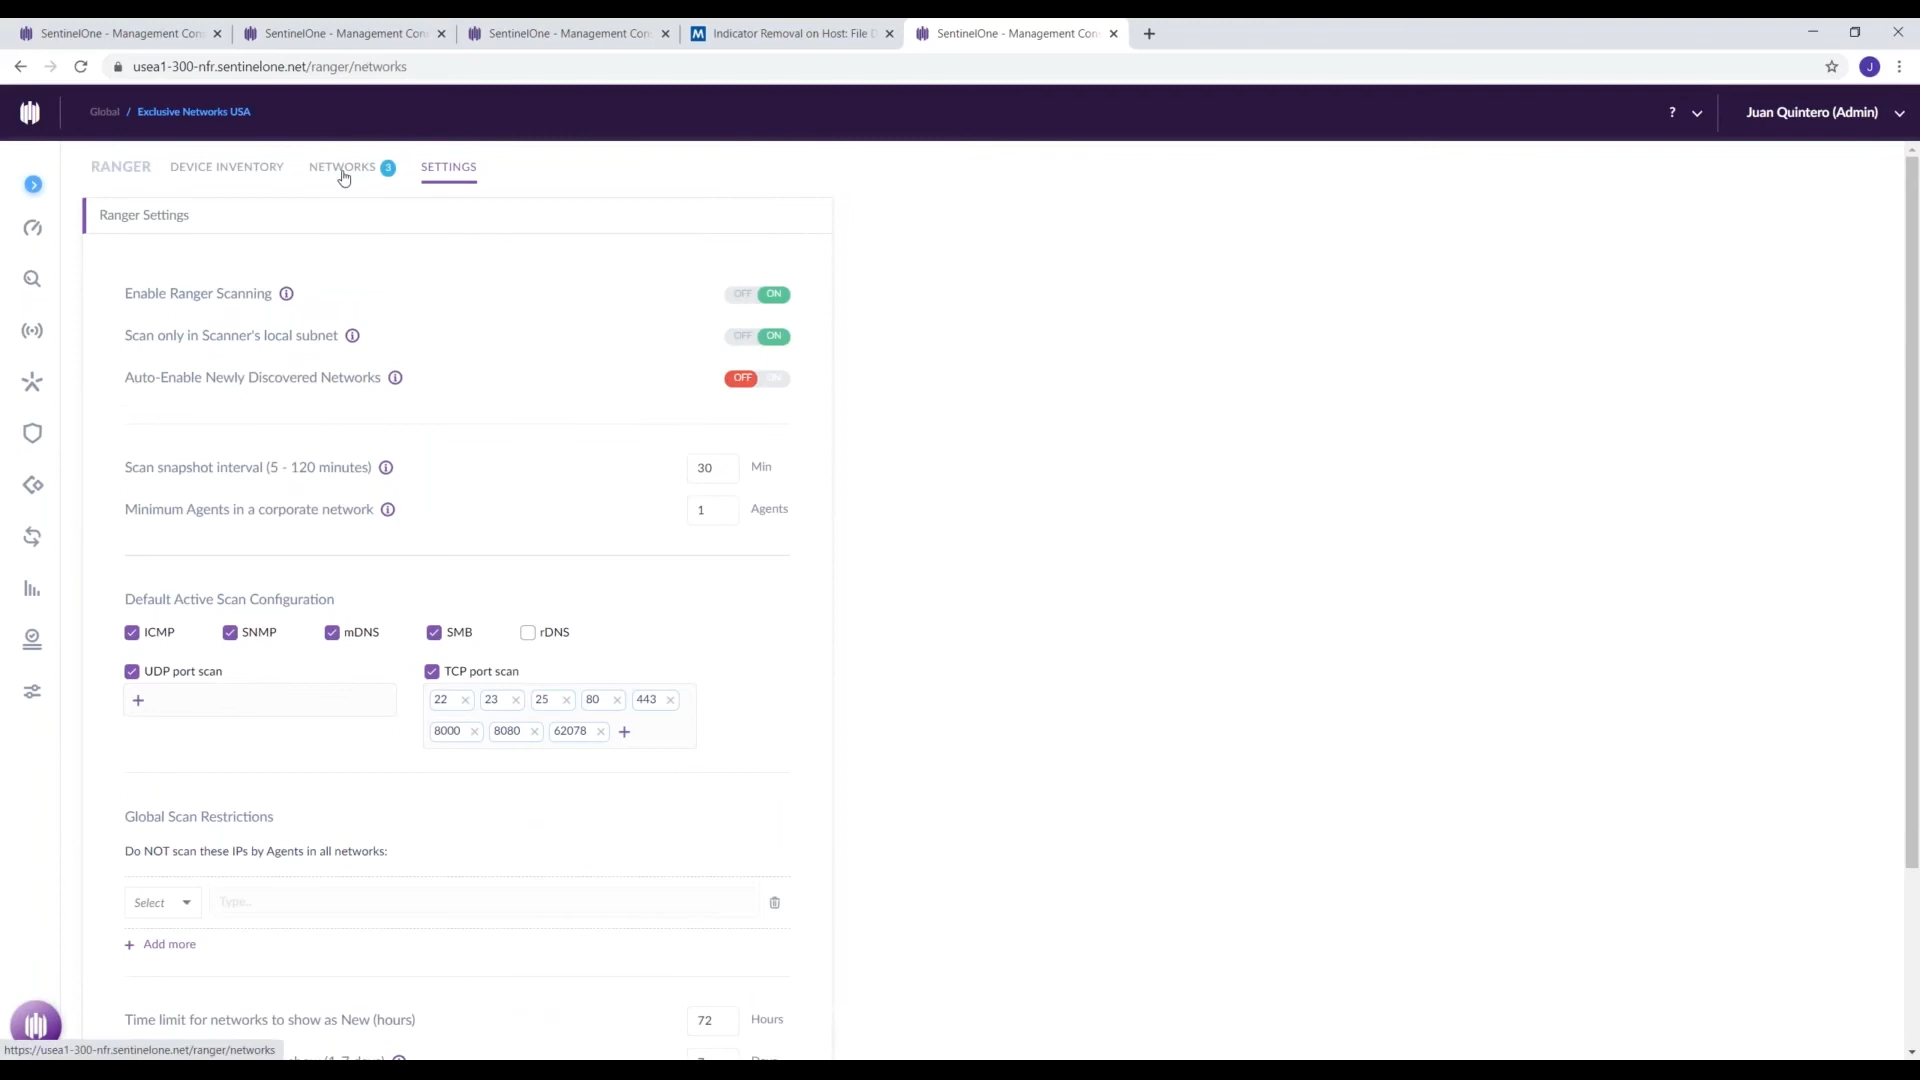 SentinelOne - Management Con
SentinelOne - Management Con
SentinelOne - Management Con
Indicator Removal on Host: File D
SentinelOne - Management Con
usea1-300-nfr.sentinelone.net/ranger/networks
J
Global / Exclusive Networks USA
?
Juan Quintero (Admin)
RANGER DEVICE INVENTORY NETWORKS 3 SETTINGS
Ranger Settings
Enable Ranger Scanning OFF ON
Scan only in Scanner's local subnet OFF ON
Auto-Enable Newly Discovered Networks OFF ON
Scan snapshot interval (5 - 120 minutes) 30 Min
Minimum Agents in a corporate network 1 Agents
Default Active Scan Configuration
ICMP SNMP mDNS SMB rDNS
UDP port scan TCP port scan
22 23 25 80 443
8000 8080 62078
Global Scan Restrictions
Do NOT scan these IPs by Agents in all networks:
Select Type..
+ Add more
Time limit for networks to show as New (hours) 72 Hours
https://usea1-300-nfr.sentinelone.net/ranger/networks